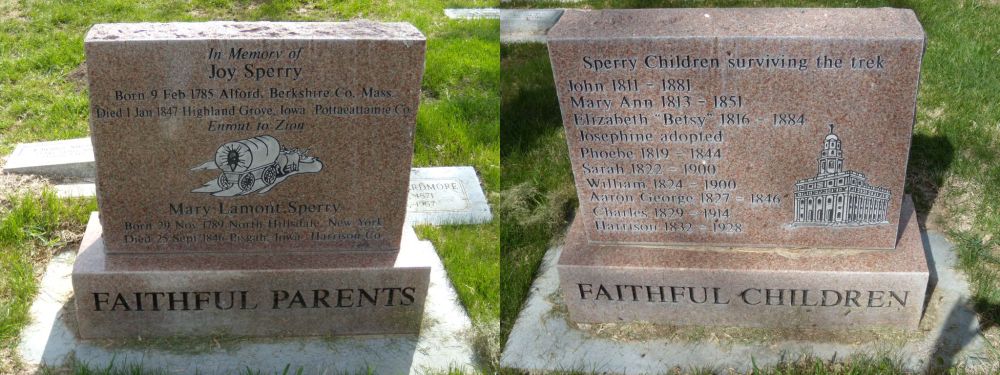 In Memory of
Joy Sperry
Born 9 Feb 1785 Alford, Berkshire Co, Mass
Died 1 Jan 1847 Highland Grove, Iowa Pottaeattamie Co
Enrout to Zion
Mary Lamont Sperry
Born 29 Nov 1789 North Hillsdale, New York
Died 25 Sept 1846 Pisgah, Iowa Harrison Co
FAITHFUL PARENTS
RDMORE
1871
1967
Sperry Children surviving the trek
John 1811 - 1881
Mary Ann 1813 - 1851
Elizabeth "Betsy" 1816 - 1884
Josephine adopted
Phoebe 1819 - 1844
Sarah 1822 - 1900
William 1824 - 1900
Aaron George 1827 - 1846
Charles 1829 - 1914
Harrison 1832 - 1928
FAITHFUL CHILDREN